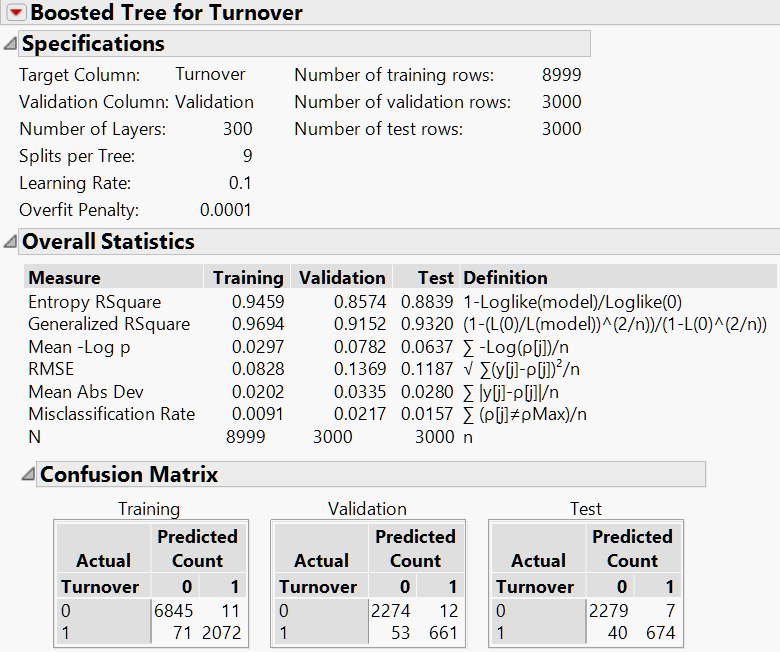 Boosted Tree for Turnover
Specifications
Target Column: Turnover Number of training rows: 8999
Validation Column: Validation Number of validation rows: 3000
Number of Layers: 300 Number of test rows: 3000
Splits per Tree: 9
Learning Rate: 0.1
Overfit Penalty: 0.0001
Overall Statistics
Measure Training Validation Test Definition
Entropy RSquare 0.9459 0.8574 0.8839 1-Loglike(model)/Loglike(0)
Generalized RSquare 0.9694 0.9152 0.9320 (1-(L(0)/L(model))^(2/n))/(1-L(0)^(2/n))
Mean -Log p 0.0297 0.0782 0.0637 ∑ -Log(ρ[j])/n
RMSE 0.0828 0.1369 0.1187 √ ∑(y[j]-ρ[j])²/n
Mean Abs Dev 0.0202 0.0335 0.0280 ∑ |y[j]-ρ[j]|/n
Misclassification Rate 0.0091 0.0217 0.0157 ∑ (ρ[j]≠ρMax)/n
N 8999 3000 3000 n
Confusion Matrix
Training Validation Test
Predicted Predicted Predicted
Actual Count Actual Count Actual Count
Turnover 0 1 Turnover 0 1 Turnover 0 1
0 6845 11 0 2274 12 0 2279 7
1 71 2072 1 53 661 1 40 674